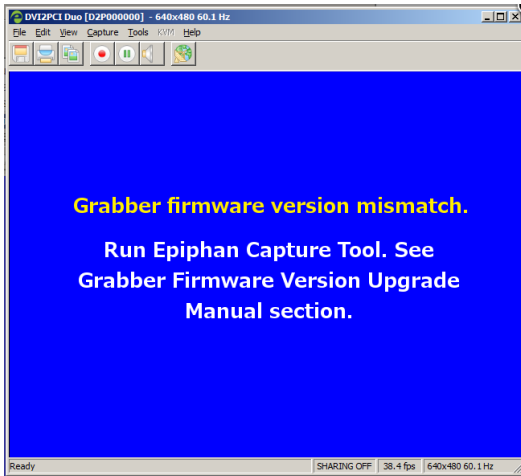 DVI2PCI Duo [D2P000000] - 640x480 60.1 Hz
File Edit View Capture Tools KVM Help
Grabber firmware version mismatch.
Run Epiphan Capture Tool. See
Grabber Firmware Version Upgrade
Manual section.
Ready SHARING OFF 38.4 fps 640x480 60.1 Hz